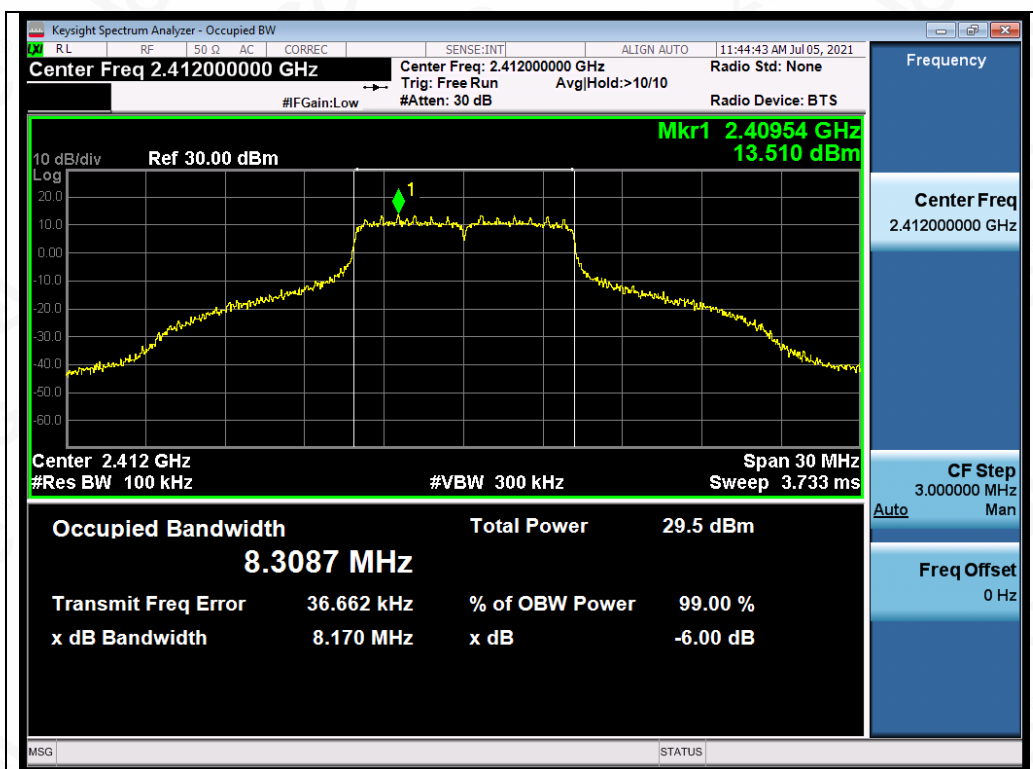 Keysight Spectrum Analyzer - Occupied BW
LXI RL RF 50 Ω AC CORREC SENSE:INT ALIGN AUTO 11:44:43 AM Jul 05, 2021
Center Freq 2.412000000 GHz
Center Freq: 2.412000000 GHz
Radio Std: None
Trig: Free Run Avg|Hold:>10/10
#IFGain:Low #Atten: 30 dB Radio Device: BTS
Mkr1 2.40954 GHz
13.510 dBm
10 dB/div Ref 30.00 dBm
Log
20.0
10.0
0.00
-10.0
-20.0
-30.0
-40.0
-50.0
-60.0
1
Center 2.412 GHz Span 30 MHz
#Res BW 100 kHz #VBW 300 kHz Sweep 3.733 ms
Occupied Bandwidth Total Power 29.5 dBm
8.3087 MHz
Transmit Freq Error 36.662 kHz % of OBW Power 99.00 %
x dB Bandwidth 8.170 MHz x dB -6.00 dB
MSG STATUS
Frequency
Center Freq
2.412000000 GHz
CF Step
3.000000 MHz
Auto Man
Freq Offset
0 Hz